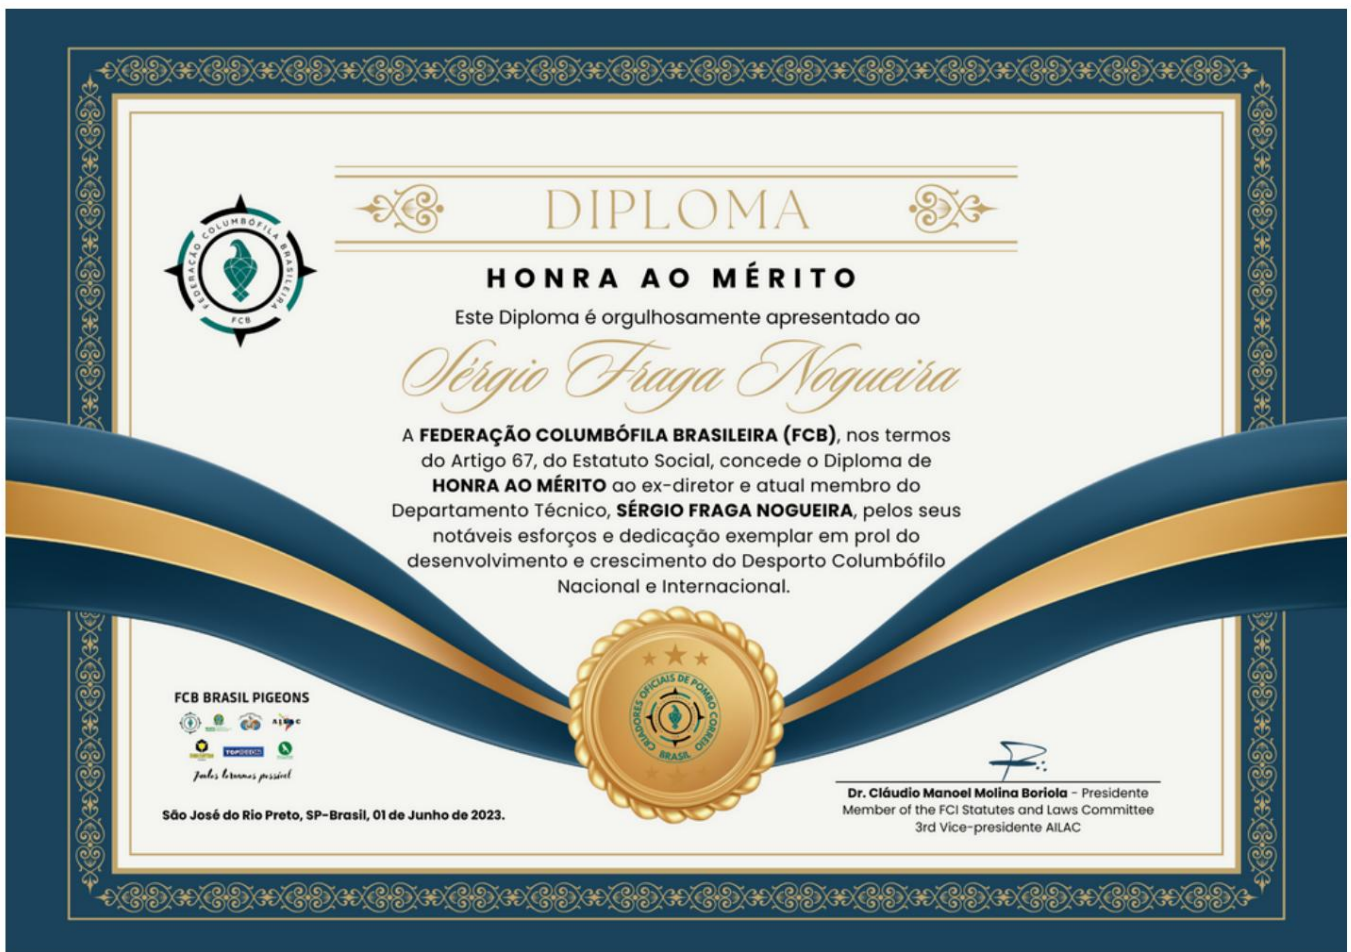 DIPLOMA
HONRA AO MÉRITO
Este Diploma é orgulhosamente apresentado ao
Sérgio Fraga Nogueira
A FEDERAÇÃO COLUMBÓFILA BRASILEIRA (FCB), nos termos
do Artigo 67, do Estatuto Social, concede o Diploma de
HONRA AO MÉRITO ao ex-diretor e atual membro do
Departamento Técnico, SÉRGIO FRAGA NOGUEIRA, pelos seus
notáveis esforços e dedicação exemplar em prol do
desenvolvimento e crescimento do Desporto Columbófilo
Nacional e Internacional.
FEDERAÇÃO COLUMBÓFILA BRASILEIRA
FCB
CRIADORES OFICIAIS DE POMBO CORREIO
BRASIL
FCB BRASIL PIGEONS
AILAC
TOPPIGEON
Juntos tornamos possível
São José do Rio Preto, SP-Brasil, 01 de Junho de 2023.
Dr. Cláudio Manoel Molina Boriola - Presidente
Member of the FCI Statutes and Laws Committee
3rd Vice-presidente AILAC